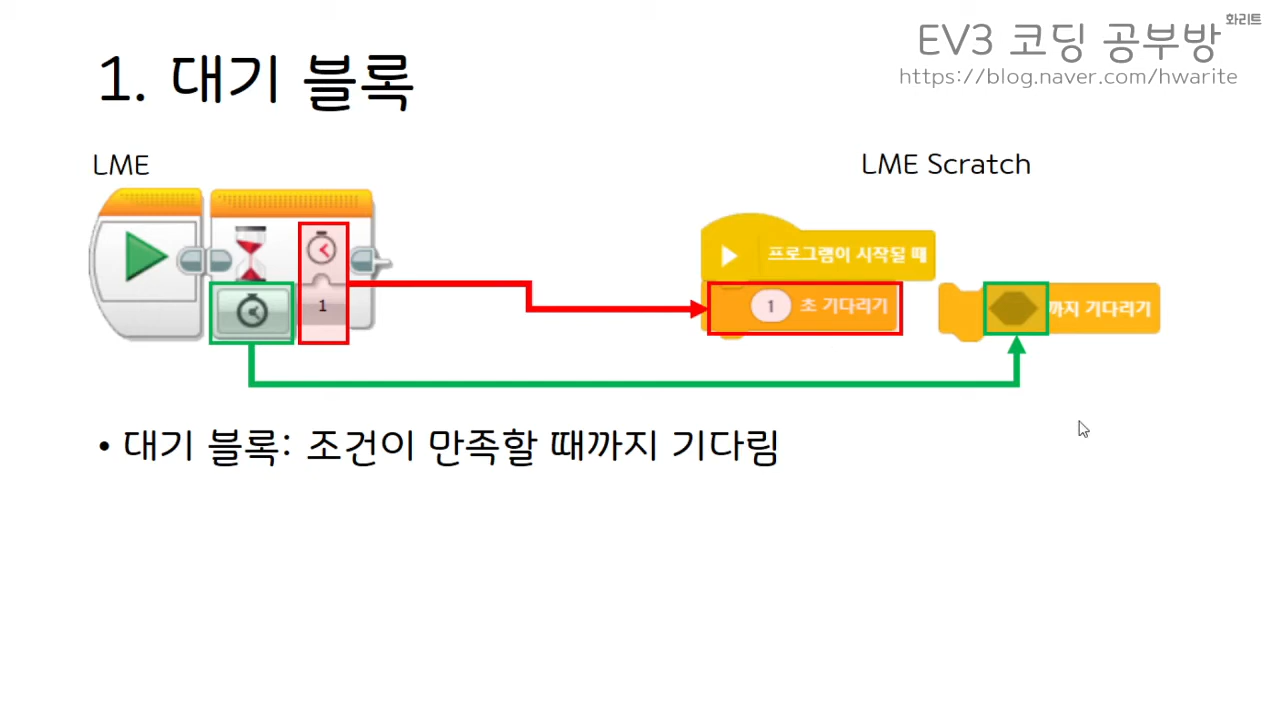 화리트
EV3 코딩 공부방
https://blog.naver.com/hwarite
1. 대기 블록
LME
LME Scratch
1
프로그램이 시작될 때
1 초 기다리기
까지 기다리기
• 대기 블록: 조건이 만족할 때까지 기다림